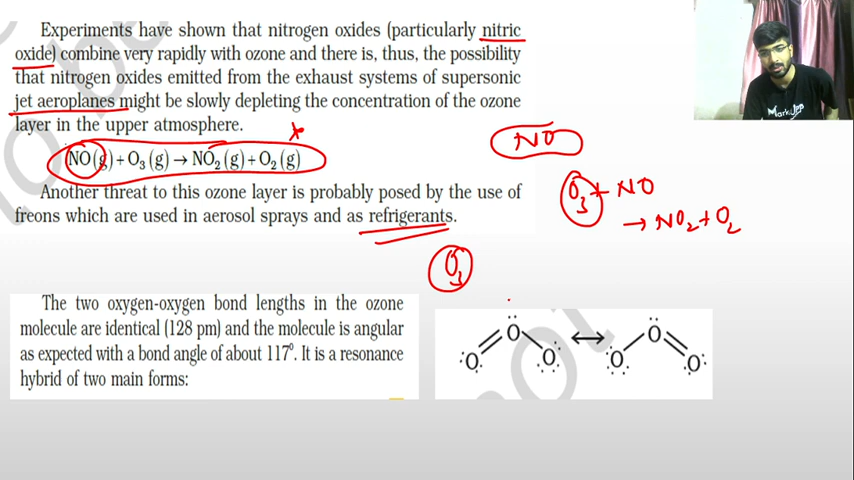 Experiments have shown that nitrogen oxides (particularly nitric
oxide) combine very rapidly with ozone and there is, thus, the possibility
that nitrogen oxides emitted from the exhaust systems of supersonic
jet aeroplanes might be slowly depleting the concentration of the ozone
layer in the upper atmosphere.
NO(g) + O₃ (g) → NO₂ (g) + O₂ (g)
Another threat to this ozone layer is probably posed by the use of
freons which are used in aerosol sprays and as refrigerants.
NO
O₃ + NO
→ NO₂ + O₂
O₃
The two oxygen-oxygen bond lengths in the ozone
molecule are identical (128 pm) and the molecule is angular
as expected with a bond angle of about 117⁰. It is a resonance
hybrid of two main forms:
O O O ↔ O O O